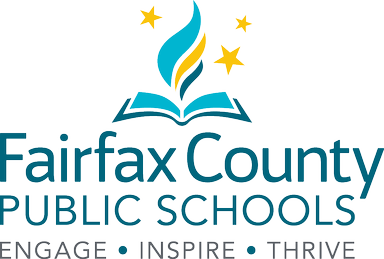 Fairfax County
PUBLIC SCHOOLS
ENGAGE • INSPIRE • THRIVE